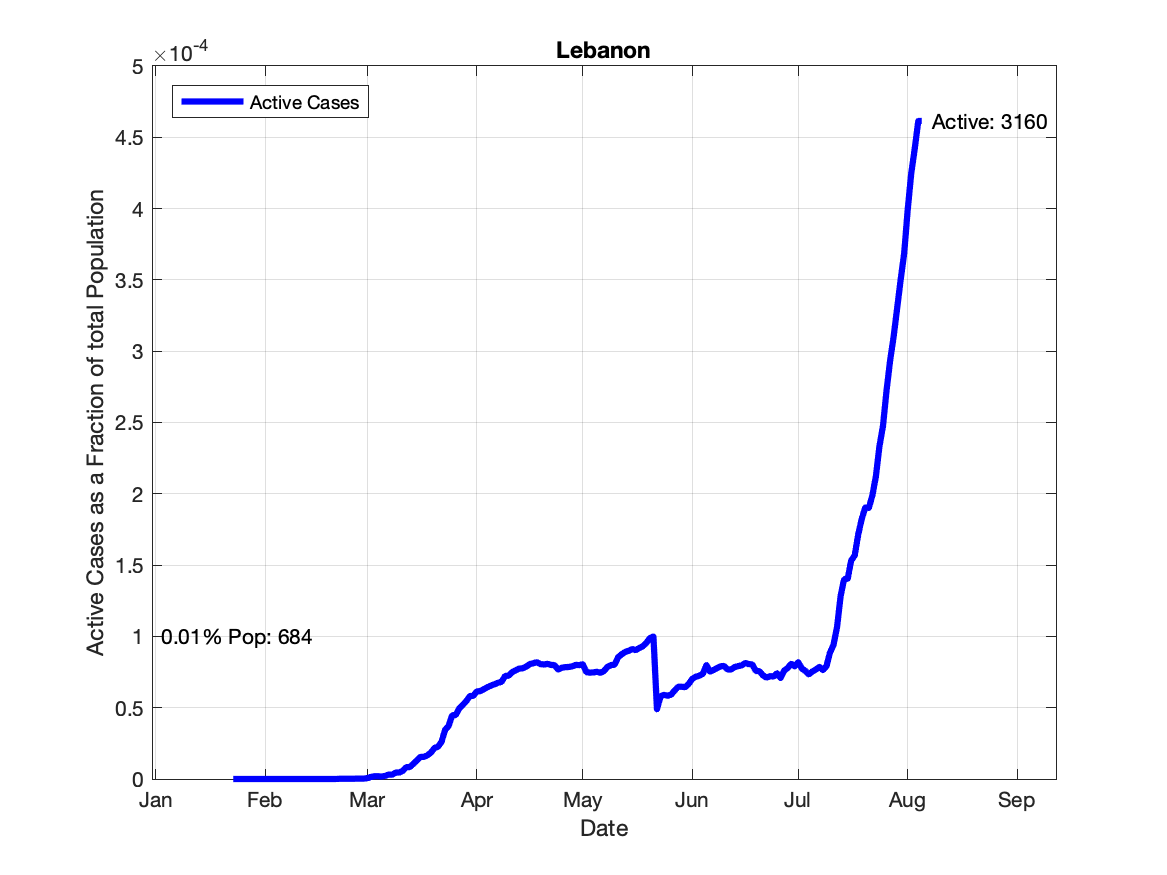 Lebanon
×10-4
Active Cases
Active: 3160
0.01% Pop: 684
5
4.5
4
3.5
3
2.5
2
1.5
1
0.5
0
Active Cases as a Fraction of total Population
Jan Feb Mar Apr May Jun Jul Aug Sep
Date